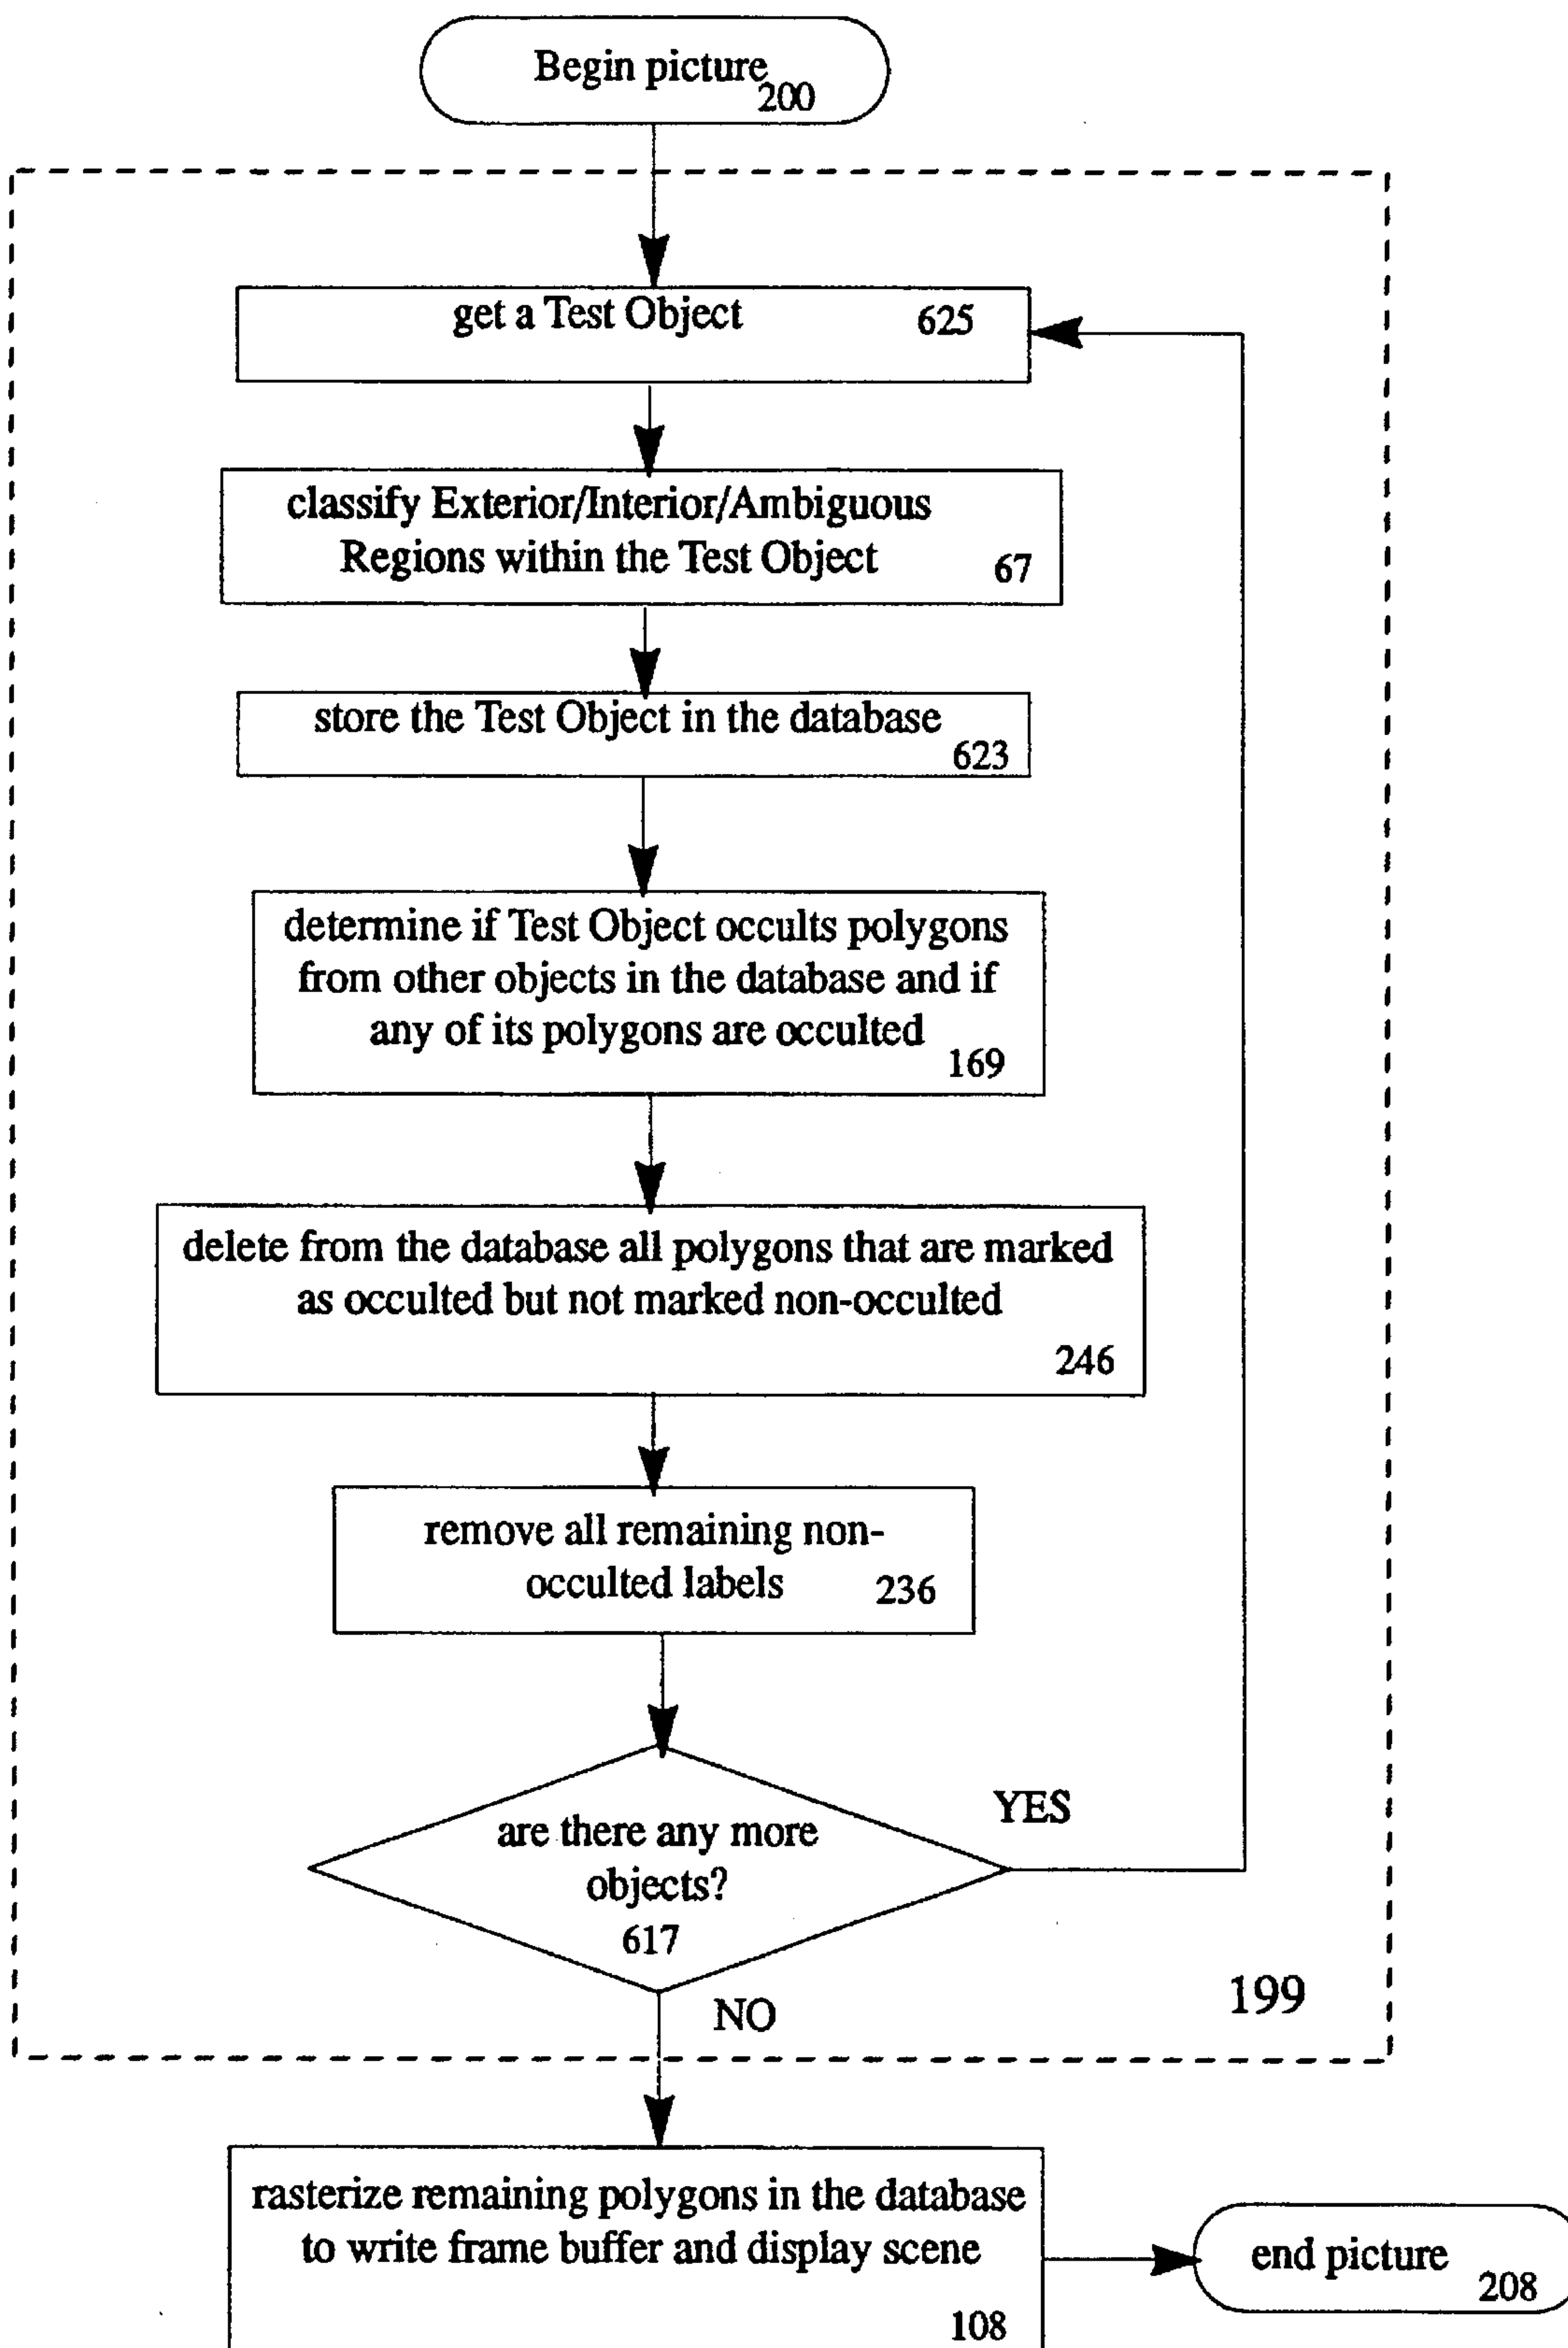 Begin picture
200
get a Test Object 625
classify Exterior/Interior/Ambiguous
Regions within the Test Object 67
store the Test Object in the database
623
determine if Test Object occults polygons
from other objects in the database and if
any of its polygons are occulted
169
delete from the database all polygons that are marked
as occulted but not marked non-occulted
246
remove all remaining non-
occulted labels 236
YES
are there any more
objects?
617
199
NO
rasterize remaining polygons in the database
to write frame buffer and display scene
108
end picture
208